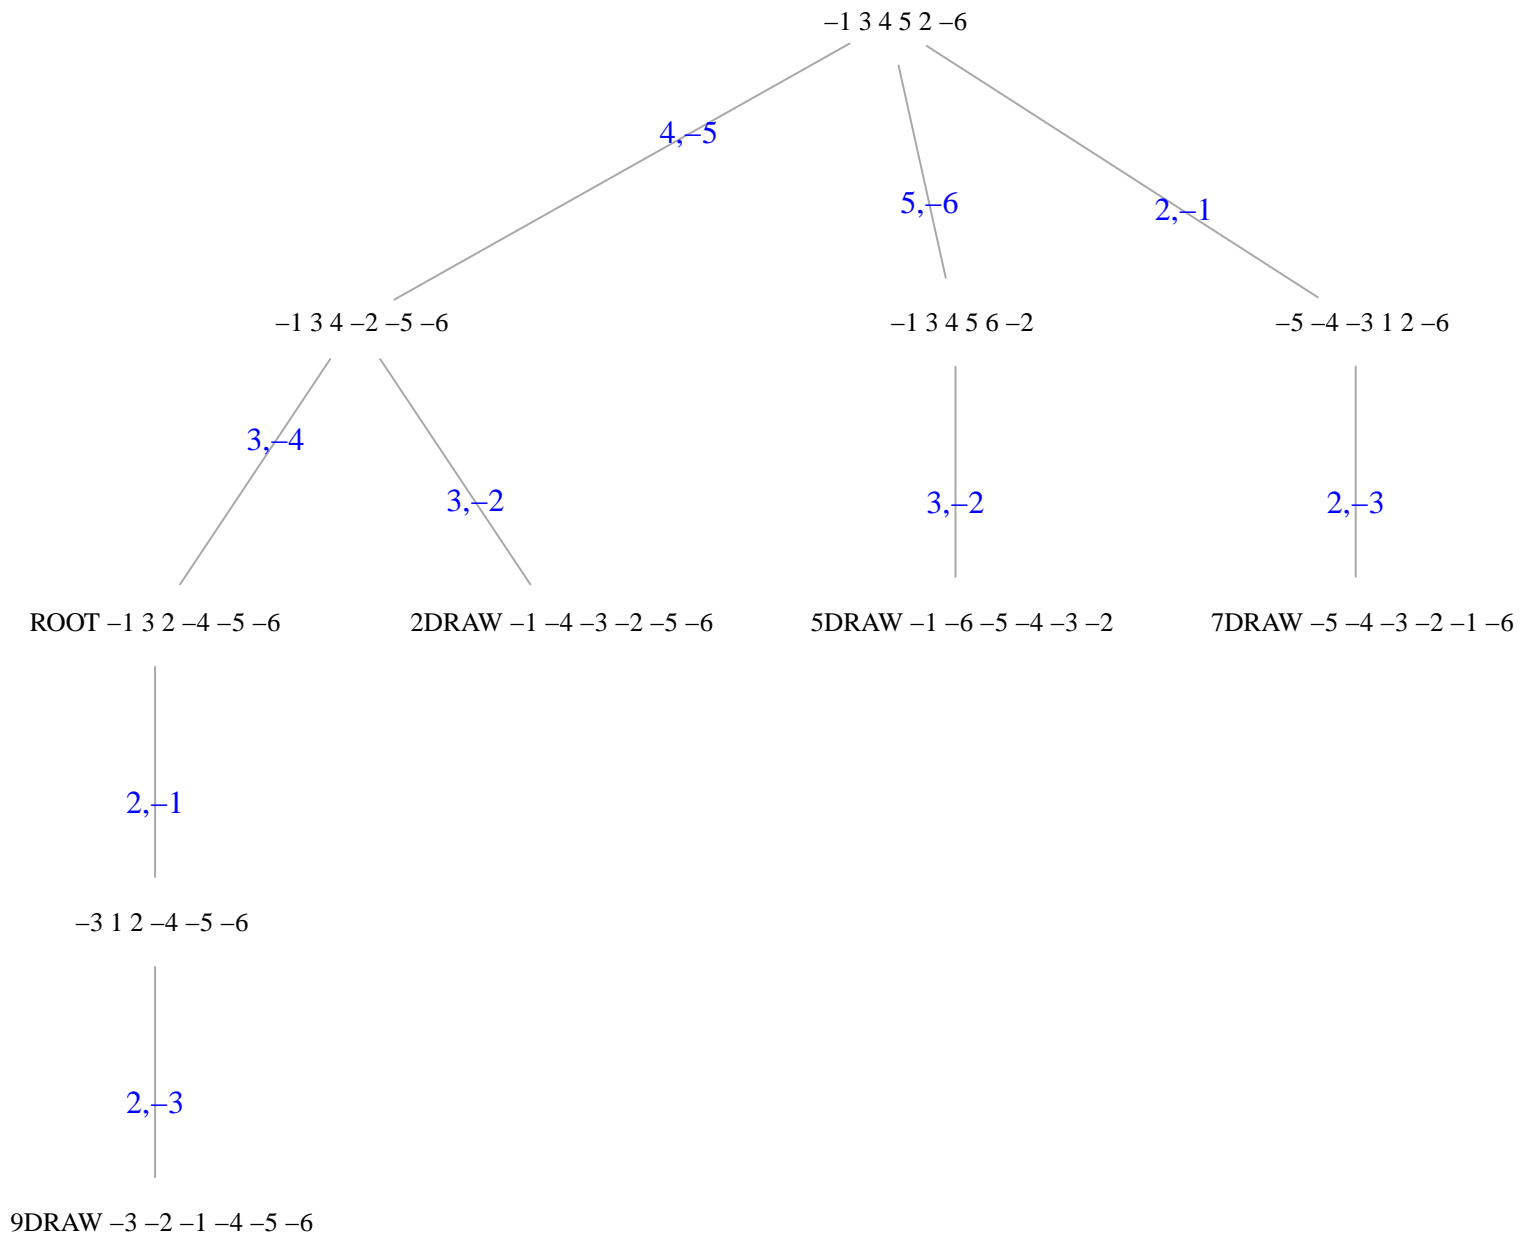 –1 3 4 5 2 –6
4,–5
5,–6
2,–1
–1 3 4 –2 –5 –6
–1 3 4 5 6 –2
–5 –4 –3 1 2 –6
3,–4
3,–2
3,–2
2,–3
ROOT –1 3 2 –4 –5 –6
2DRAW –1 –4 –3 –2 –5 –6
5DRAW –1 –6 –5 –4 –3 –2
7DRAW –5 –4 –3 –2 –1 –6
2,–1
–3 1 2 –4 –5 –6
2,–3
9DRAW –3 –2 –1 –4 –5 –6